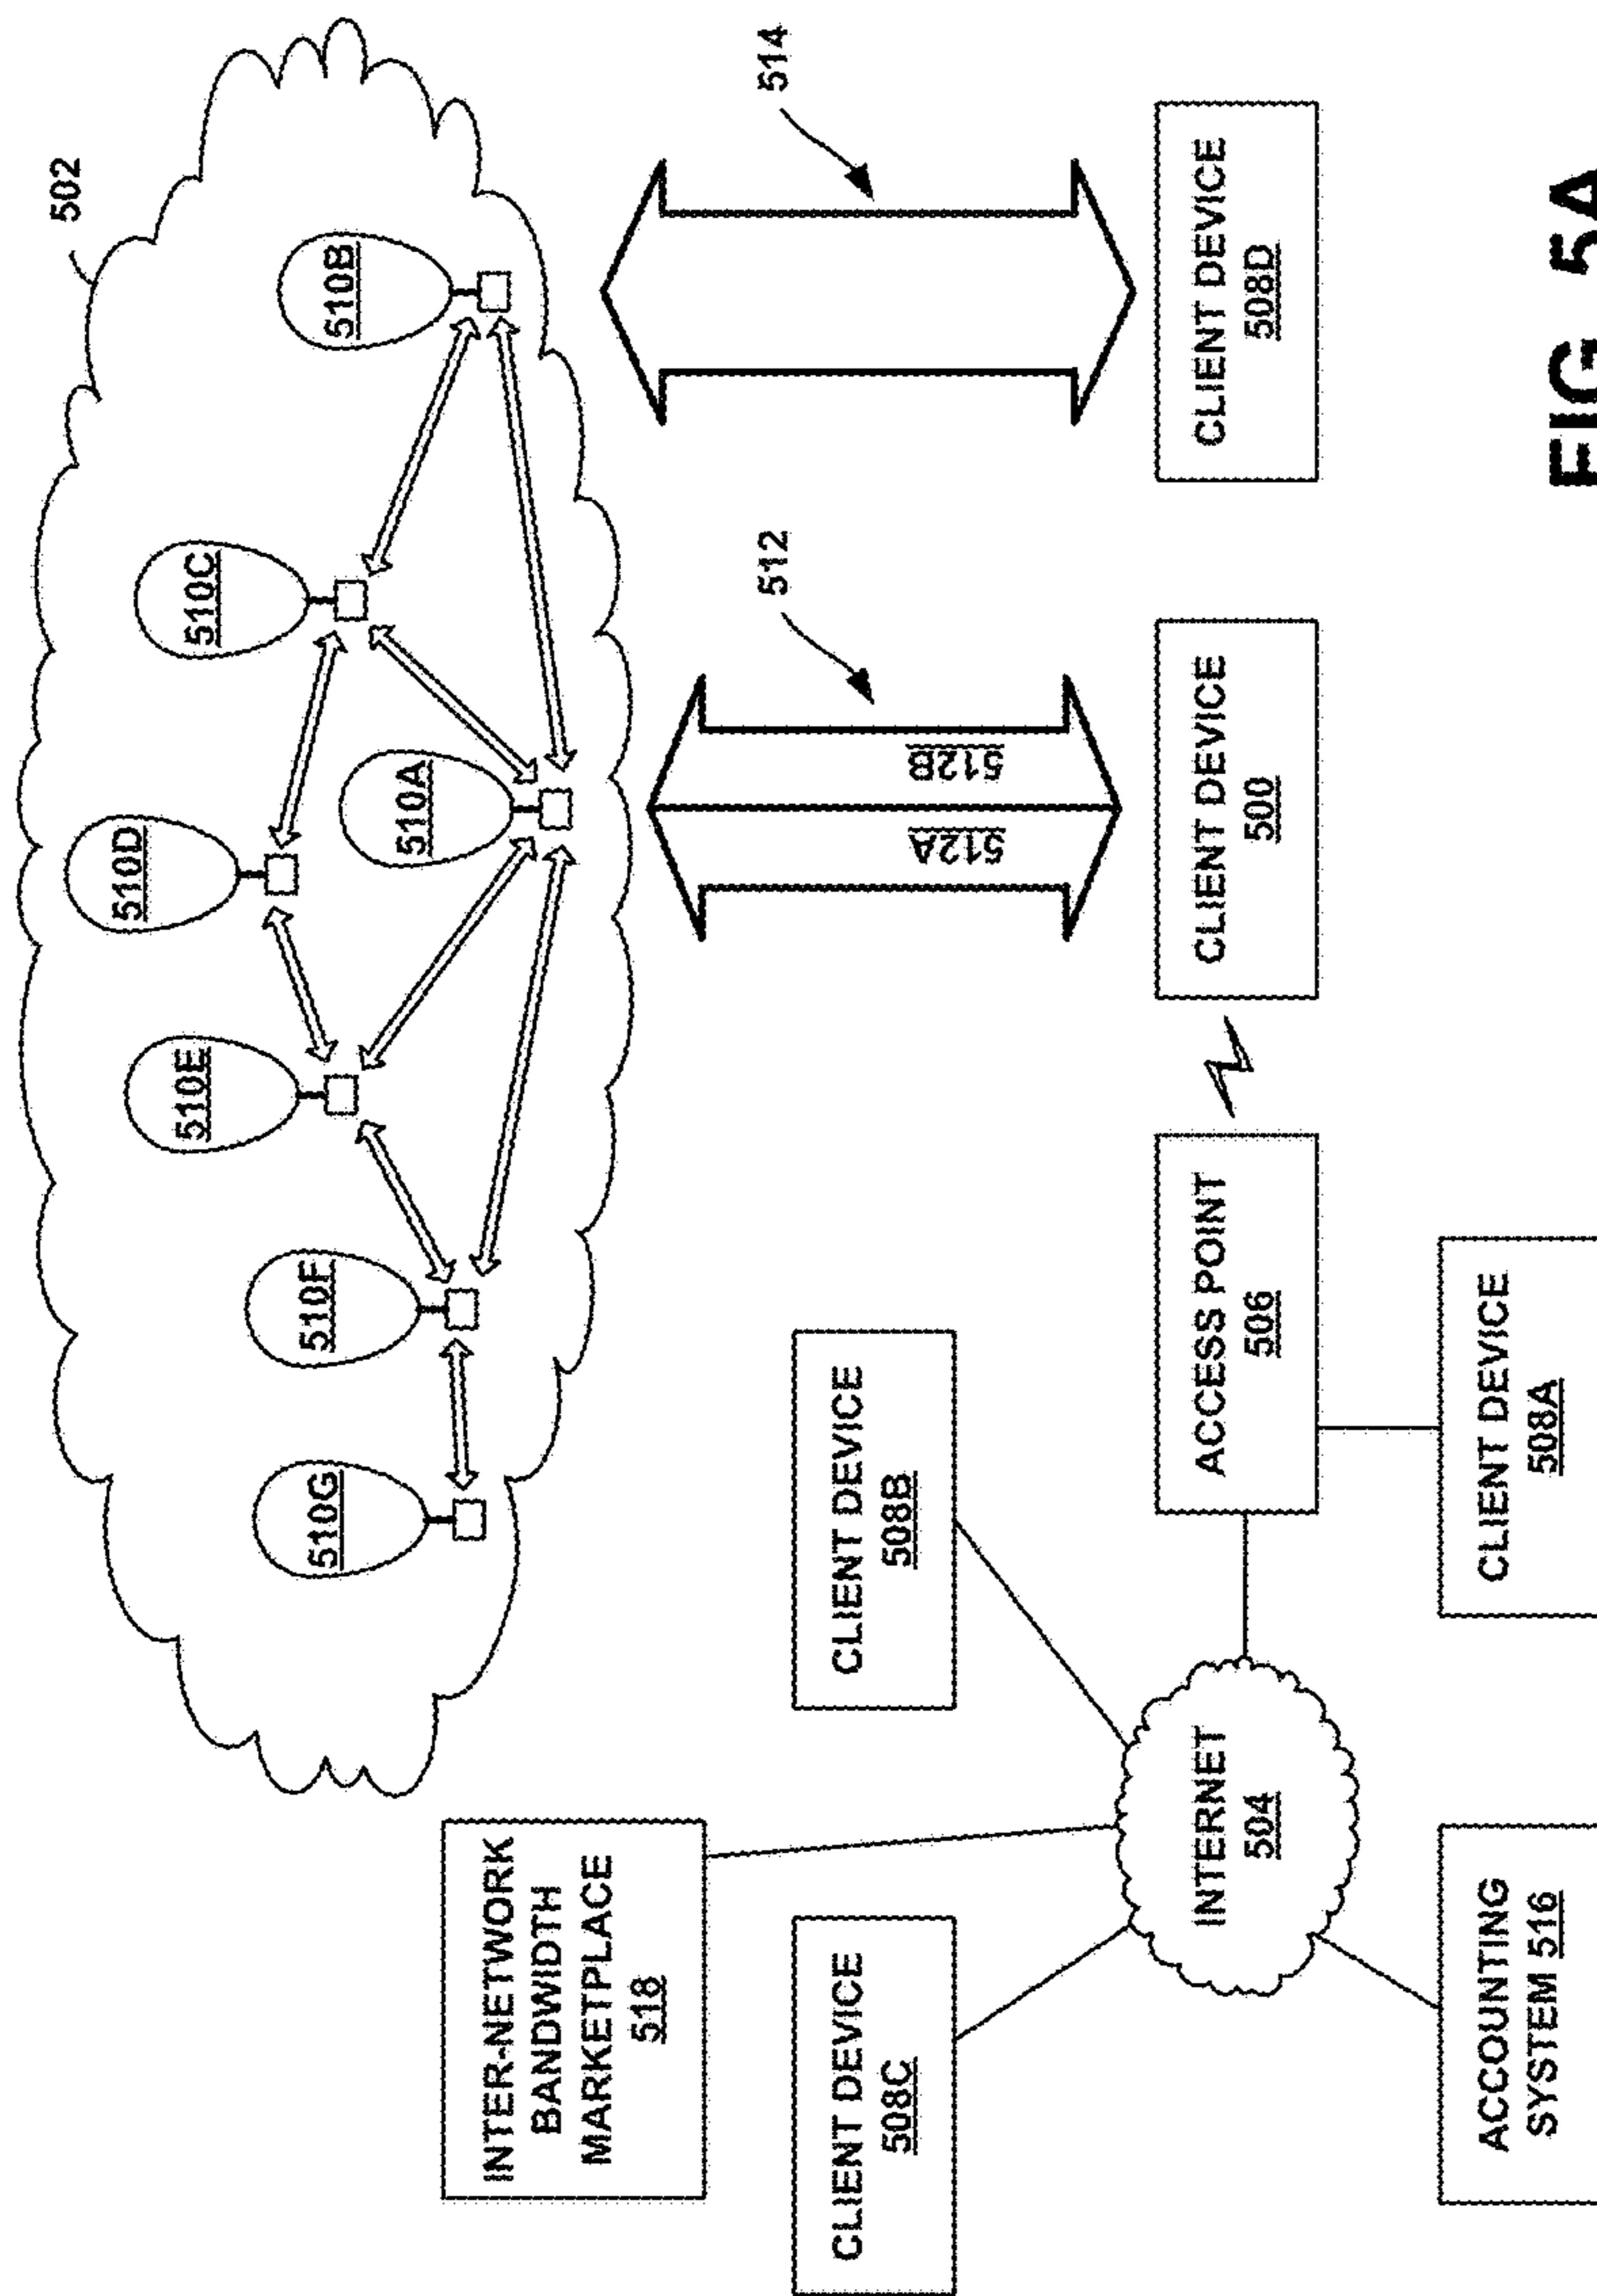 502
510G
510F
510E
510D
510A
510C
510B
INTER-NETWORK
BANDWIDTH
MARKETPLACE
518
CLIENT DEVICE
508C
CLIENT DEVICE
508B
512A
512B
512
514
INTERNET
504
ACCESS POINT
506
CLIENT DEVICE
500
CLIENT DEVICE
508D
ACCOUNTING
SYSTEM 516
CLIENT DEVICE
508A
FIG 5A